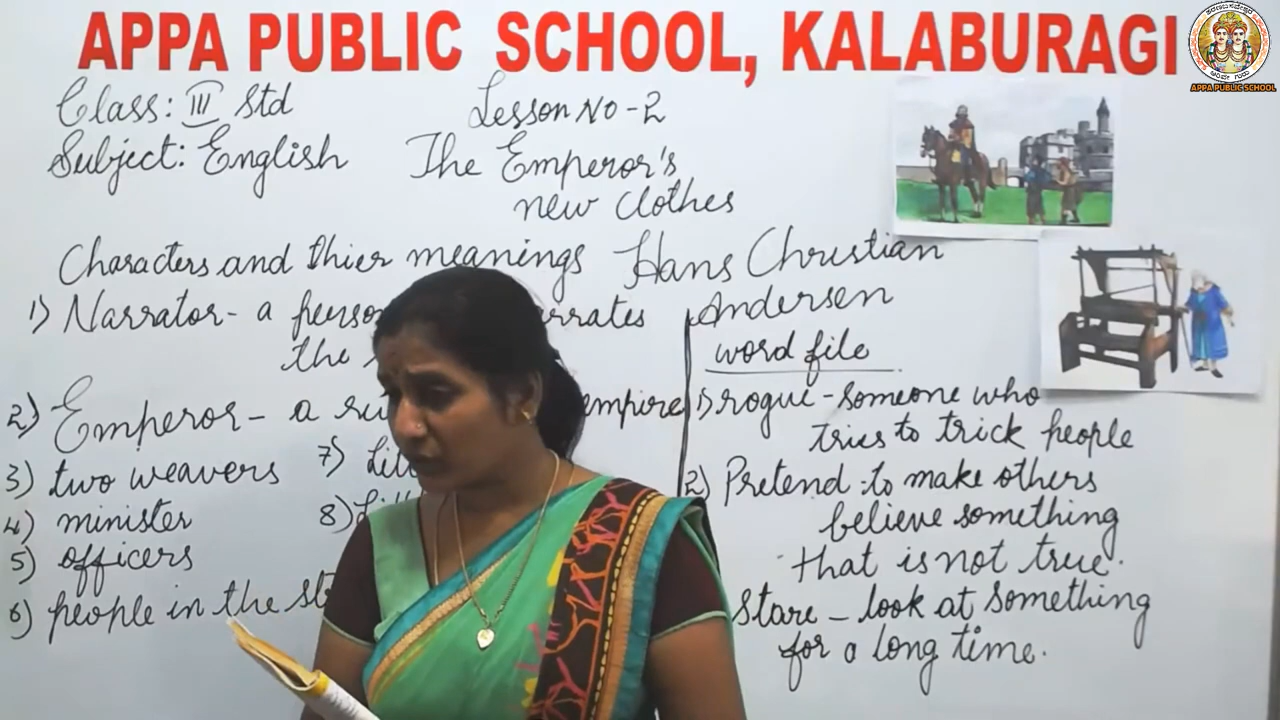 APPA PUBLIC SCHOOL, KALABURAGI
APPA PUBLIC SCHOOL
Class: III Std
Lesson No - 2
Subject: English
The Emperor's
new clothes
Characters and thier meanings
Hans Christian
Andersen
1) Narrator - a
the
2) Emperor - a
empire
3) two weavers
4) minister
5) officers
6) people in the
7)
8)
word file
1) rogue - someone who
tries to trick people
2) Pretend - to make others
believe something
that is not true.
stare - look at something
for a long time.